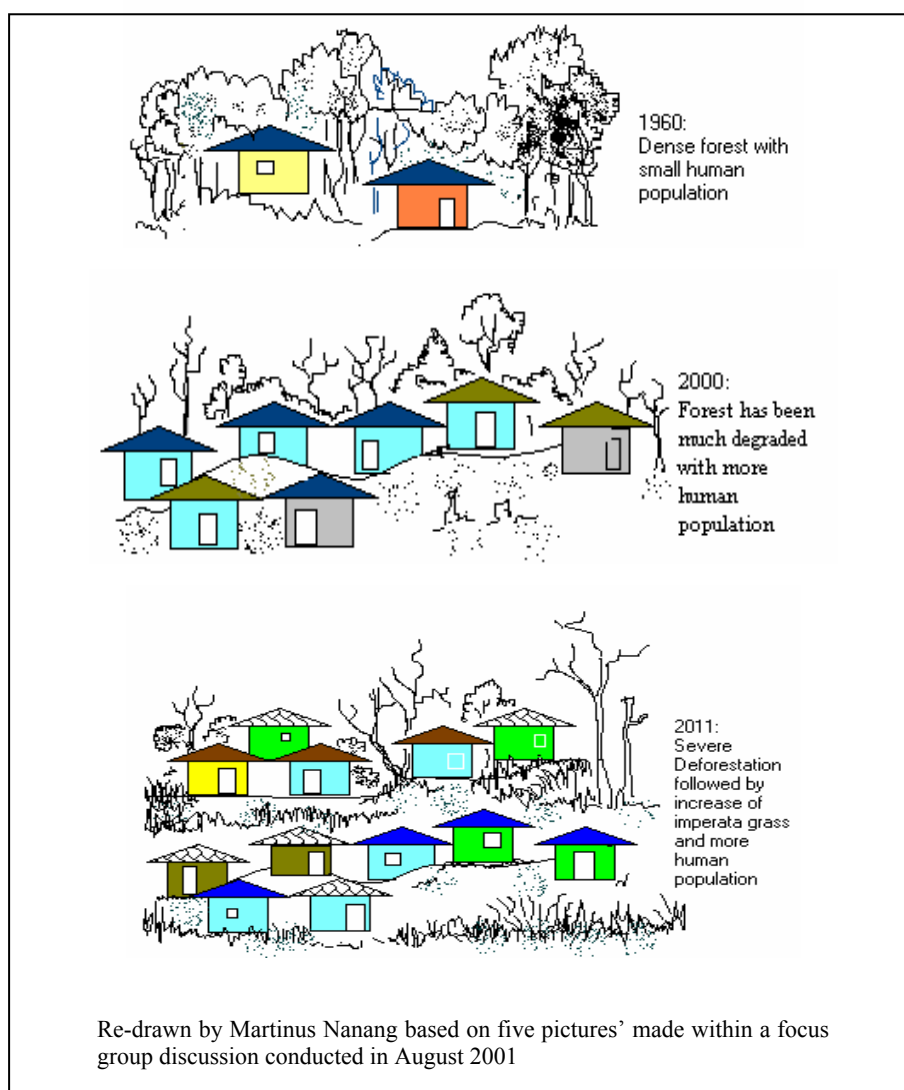 1960:
Dense forest with
small human
population
2000:
Forest has been
much degraded
with more
human
population
2011:
Severe
Deforestation
followed by
increase of
imperata grass
and more
human
population
Re-drawn by Martinus Nanang based on five pictures’ made within a focus
group discussion conducted in August 2001